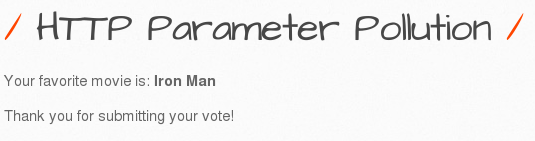 / HTTP Parameter Pollution /
Your favorite movie is: Iron Man
Thank you for submitting your vote!